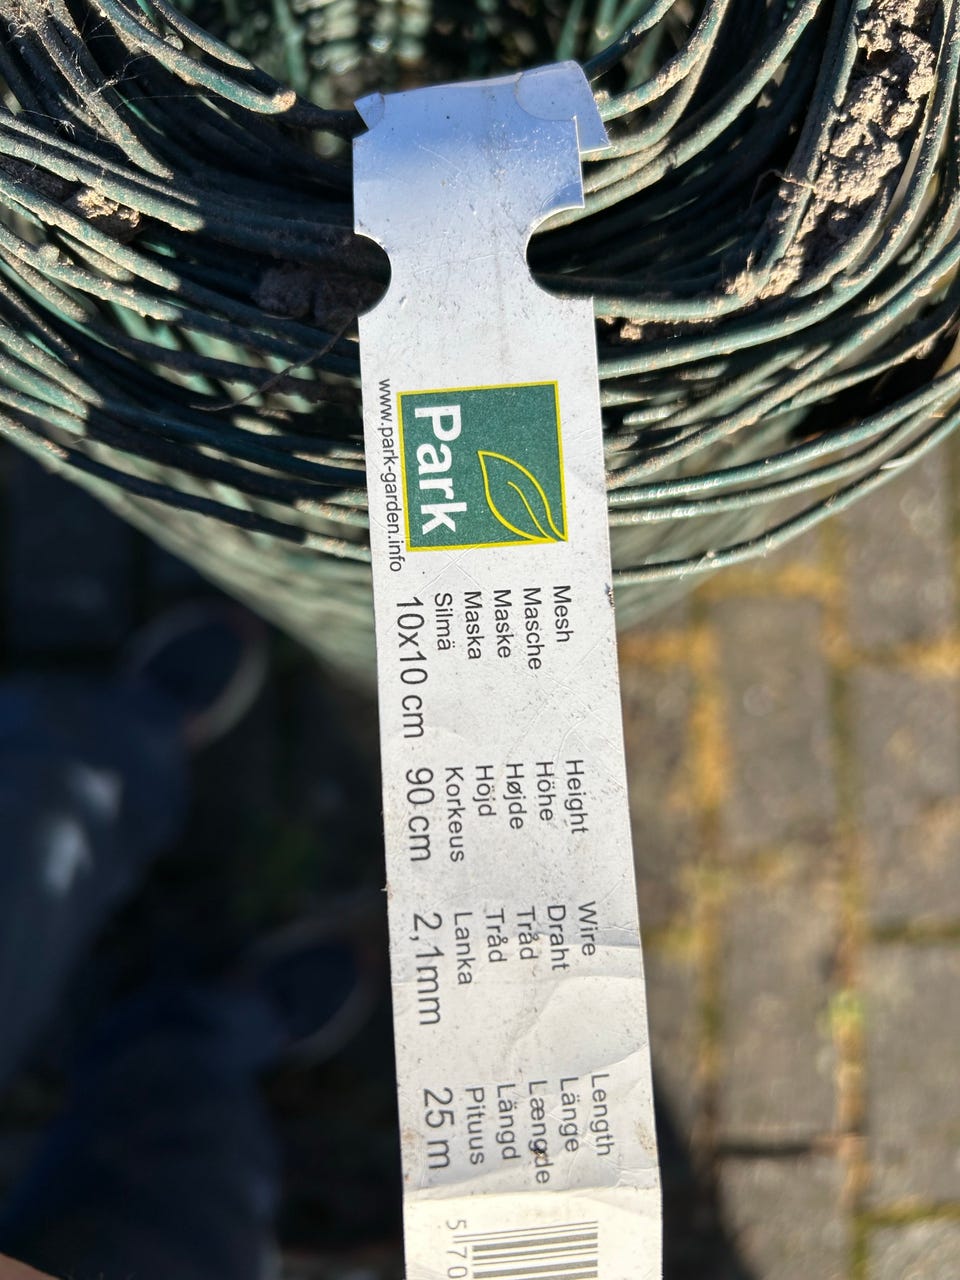 Park
www.park-garden.info
Mesh
Masche
Maske
Maska
Silmä
10x10 cm
Height
Höhe
Højde
Höjd
Korkeus
90 cm
Wire
Draht
Tråd
Tråd
Lanka
2,1mm
Length
Länge
Længde
Längd
Pituus
25 m
570